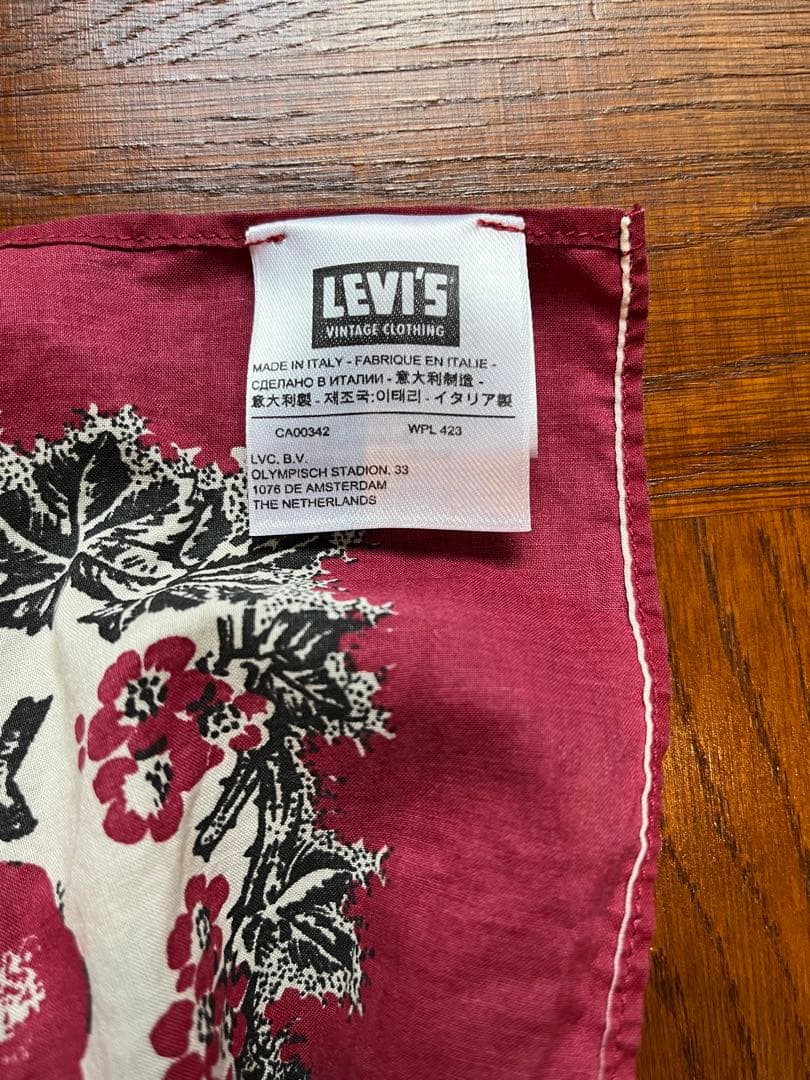 LEVI'S
VINTAGE CLOTHING
MADE IN ITALY - FABRIQUE EN ITALIE -
СДЕЛАНО В ИТАЛИИ - 意大利制造 -
意大利製 - 제조국:이태리 - イタリア製
CA00342 WPL 423
LVC, B.V.
OLYMPISCH STADION, 33
1076 DE AMSTERDAM
THE NETHERLANDS